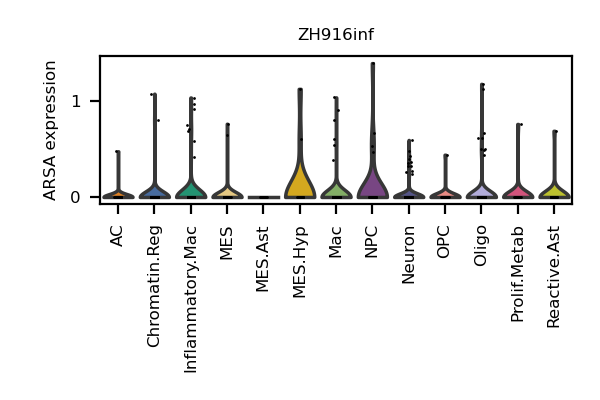 ZH916inf
ARSA expression
1
0
AC
Chromatin.Reg
Inflammatory.Mac
MES
MES.Ast
MES.Hyp
Mac
NPC
Neuron
OPC
Oligo
Prolif.Metab
Reactive.Ast